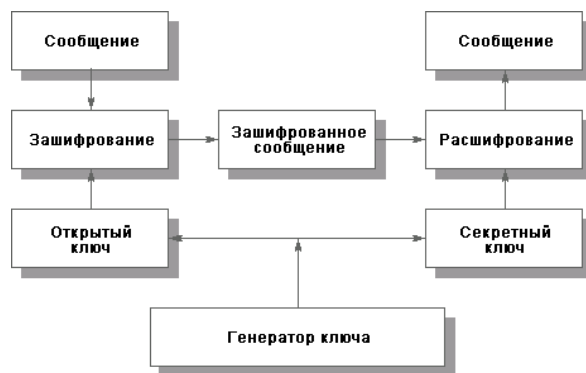 Сообщение
Сообщение
Зашифрование
Зашифрованное
сообщение
Расшифрование
Открытый
ключ
Секретный
ключ
Генератор ключа